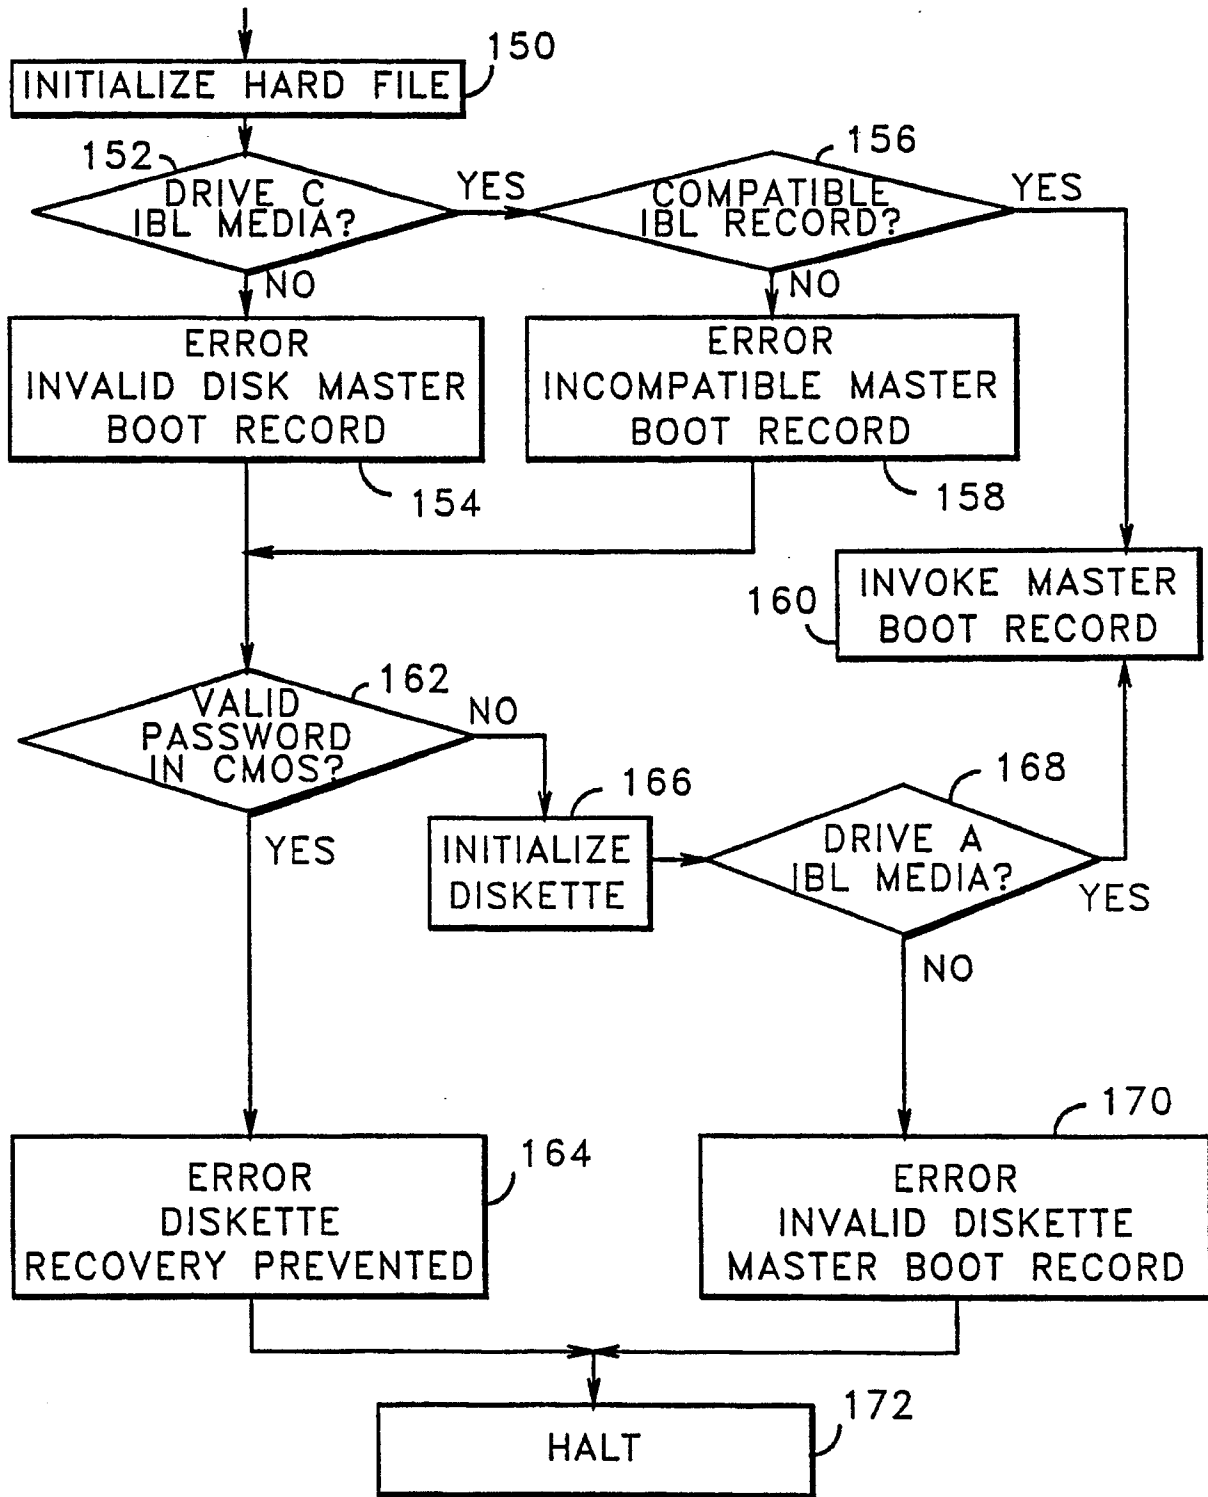 150
INITIALIZE HARD FILE
152
DRIVE C
IBL MEDIA?
YES
NO
156
COMPATIBLE
IBL RECORD?
YES
NO
ERROR
INVALID DISK MASTER
BOOT RECORD
154
ERROR
INCOMPATIBLE MASTER
BOOT RECORD
158
160
INVOKE MASTER
BOOT RECORD
162
VALID
PASSWORD
IN CMOS?
NO
YES
166
INITIALIZE
DISKETTE
168
DRIVE A
IBL MEDIA?
YES
NO
164
ERROR
DISKETTE
RECOVERY PREVENTED
170
ERROR
INVALID DISKETTE
MASTER BOOT RECORD
172
HALT